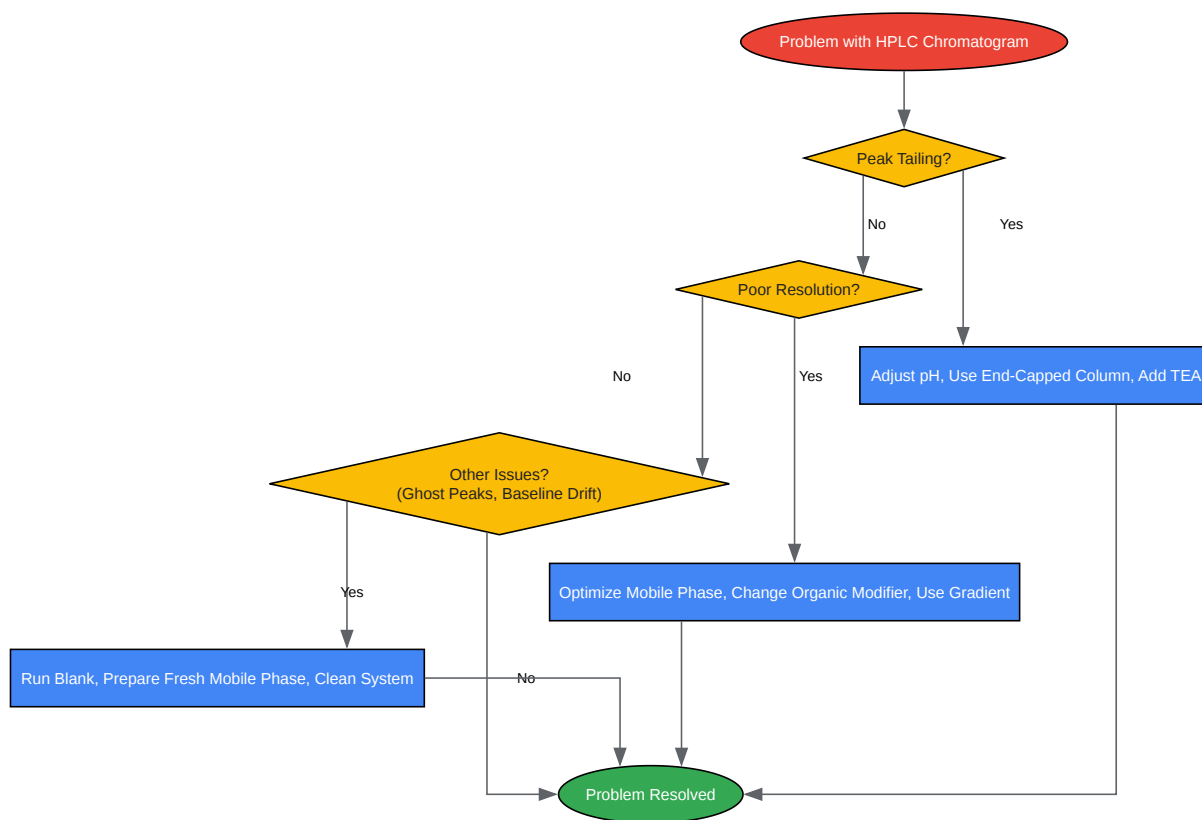 Problem with HPLC Chromatogram
Peak Tailing?
No
Yes
Poor Resolution?
No
Yes
Adjust pH, Use End-Capped Column, Add TEA
Other Issues?
(Ghost Peaks, Baseline Drift)
Yes
Optimize Mobile Phase, Change Organic Modifier, Use Gradient
Run Blank, Prepare Fresh Mobile Phase, Clean System
No
Problem Resolved